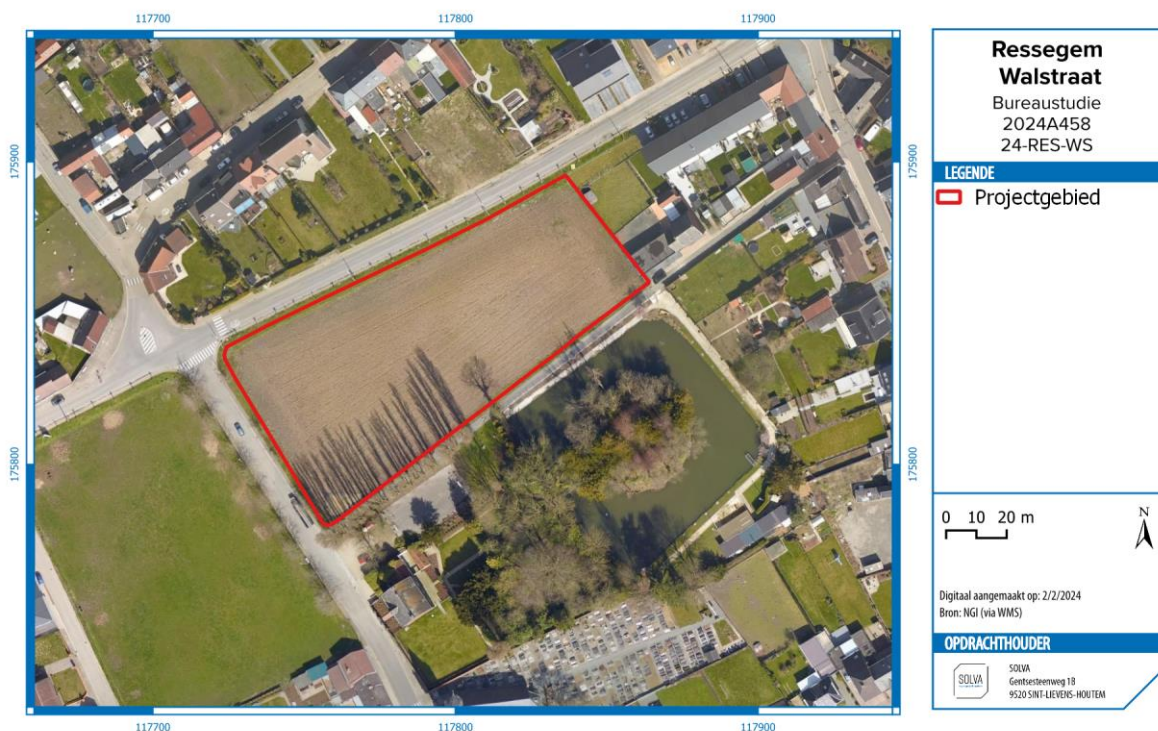 117700
117800
117900
175900
175900
175800
175800
117700
117800
117900
Ressegem
Walstraat
Bureaustudie
2024A458
24-RES-WS
LEGENDE
Projectgebied
0 10 20 m
N
Digitaal aangemaakt op: 2/2/2024
Bron: NGI (via WMS)
OPDRACHTHOUDER
SOLVA
SOLVA
Gentsesteenweg 1B
9520 SINT-LIEVENS-HOUTEM